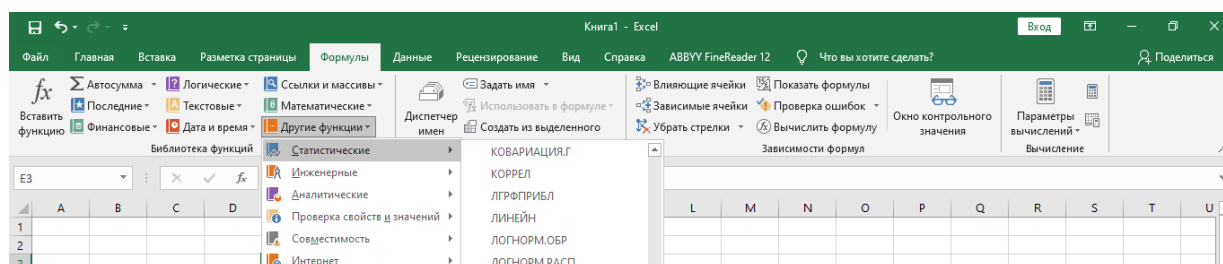 Книга1 - Excel Вход
Файл Главная Вставка Разметка страницы Формулы Данные Рецензирование Вид Справка ABBYY FineReader 12 Что вы хотите сделать? Поделиться
Вставить функцию
Автосумма
Последние
Финансовые
Логические
Текстовые
Дата и время
Ссылки и массивы
Математические
Другие функции
Библиотека функций
Диспетчер имен
Задать имя
Использовать в формуле
Создать из выделенного
Влияющие ячейки
Зависимые ячейки
Убрать стрелки
Показать формулы
Проверка ошибок
Вычислить формулу
Зависимости формул
Окно контрольного значения
Параметры вычислений
Вычисление
Статистические
Инженерные
Аналитические
Проверка свойств и значений
Совместимость
Интернет
КОВАРИАЦИЯ.Г
КОРРЕЛ
ЛГРФПРИБЛ
ЛИНЕЙН
ЛОГНОРМ.ОБР
ЛОГНОРМ.РАСП
E3 fx
A B C D L M N O P Q R S T U
1
2
3